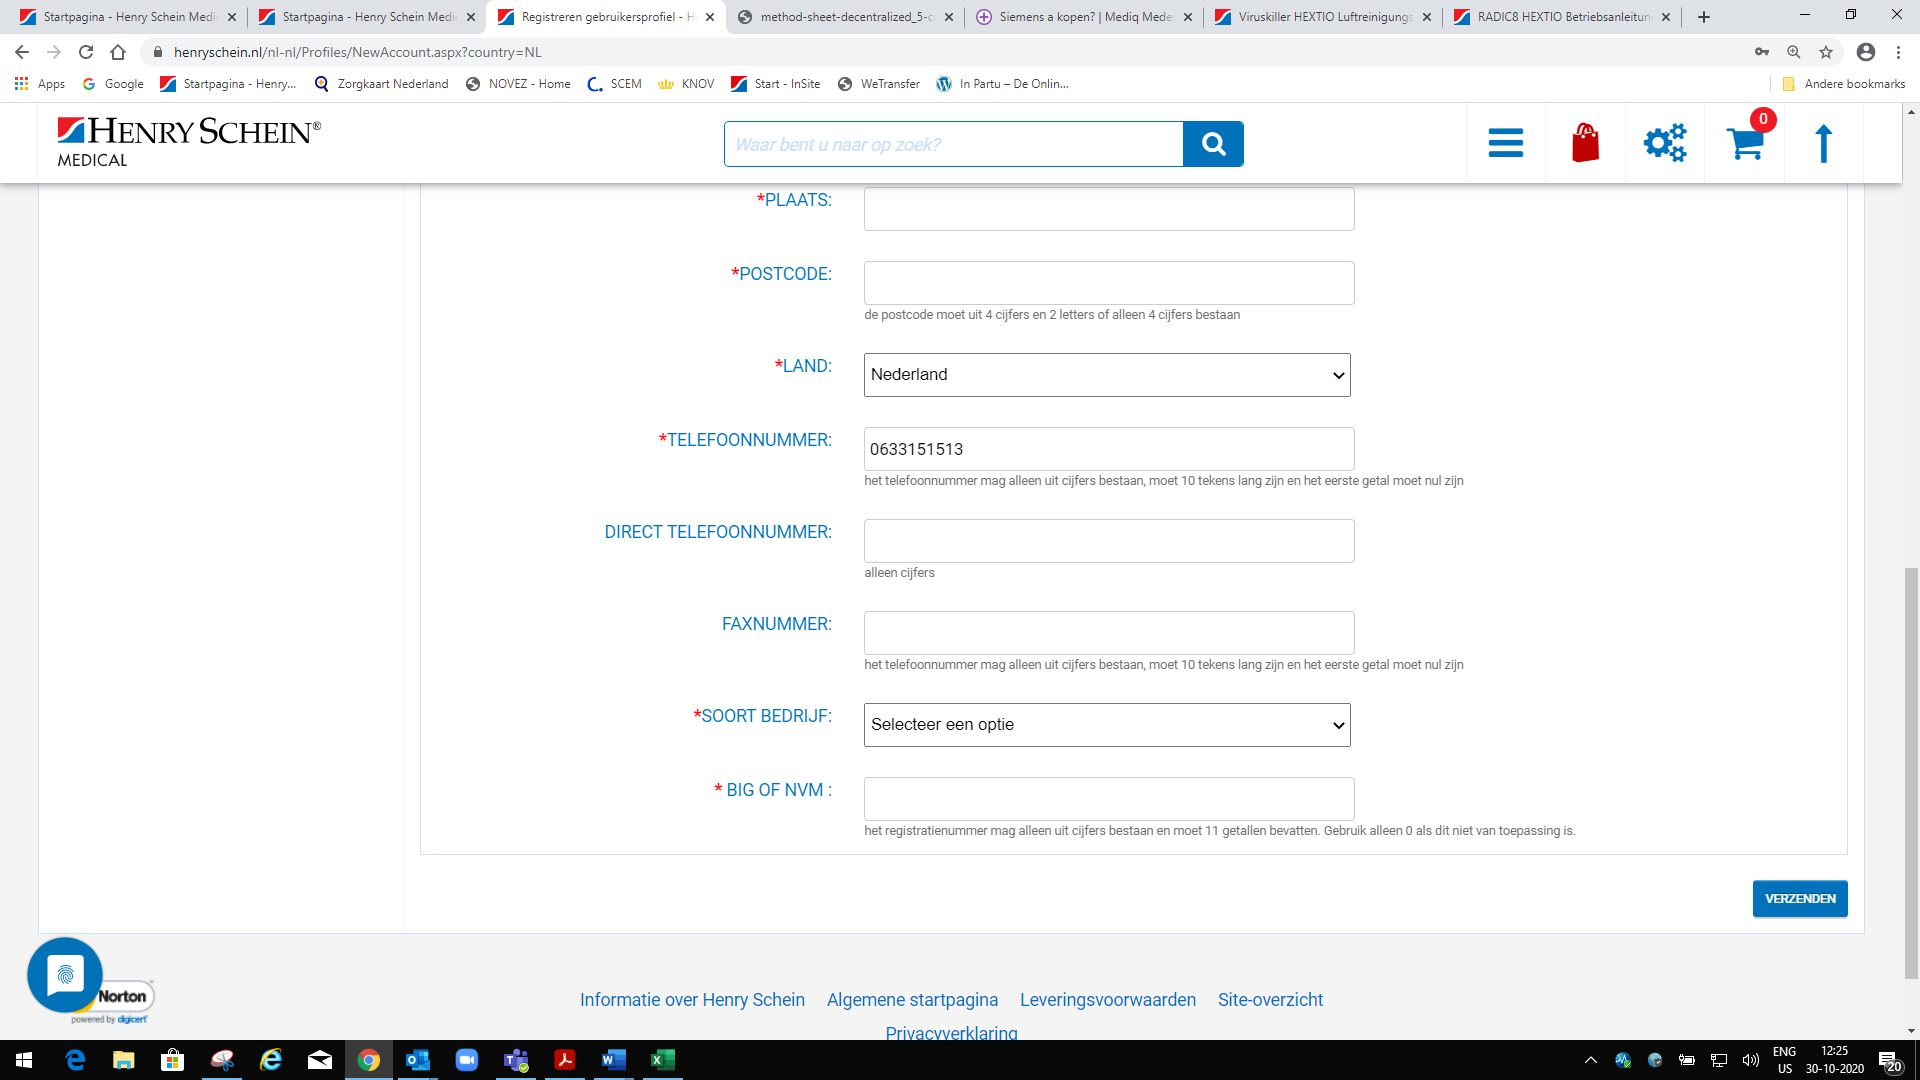 Startpagina - Henry Schein Medic
Startpagina - Henry Schein Medic
Registreren gebruikersprofiel - H
method-sheet-decentralized_5-c
Siemens a kopen? | Mediq Mede
Viruskiller HEXTIO Luftreinigungs
RADIC8 HEXTIO Betriebsanleitun
henryschein.nl/nl-nl/Profiles/NewAccount.aspx?country=NL
Apps
Google
Startpagina - Henry...
Zorgkaart Nederland
NOVEZ - Home
SCEM
KNOV
Start - InSite
WeTransfer
In Partu – De Onlin...
Andere bookmarks
HENRY SCHEIN®
MEDICAL
Waar bent u naar op zoek?
0
*PLAATS:
*POSTCODE:
de postcode moet uit 4 cijfers en 2 letters of alleen 4 cijfers bestaan
*LAND:
Nederland
*TELEFOONNUMMER:
0633151513
het telefoonnummer mag alleen uit cijfers bestaan, moet 10 tekens lang zijn en het eerste getal moet nul zijn
DIRECT TELEFOONNUMMER:
alleen cijfers
FAXNUMMER:
het telefoonnummer mag alleen uit cijfers bestaan, moet 10 tekens lang zijn en het eerste getal moet nul zijn
*SOORT BEDRIJF:
Selecteer een optie
* BIG OF NVM :
het registratienummer mag alleen uit cijfers bestaan en moet 11 getallen bevatten. Gebruik alleen 0 als dit niet van toepassing is.
VERZENDEN
Norton
powered by digicert
Informatie over Henry Schein
Algemene startpagina
Leveringsvoorwaarden
Site-overzicht
Privacyverklaring
ENG
US
12:25
30-10-2020
20